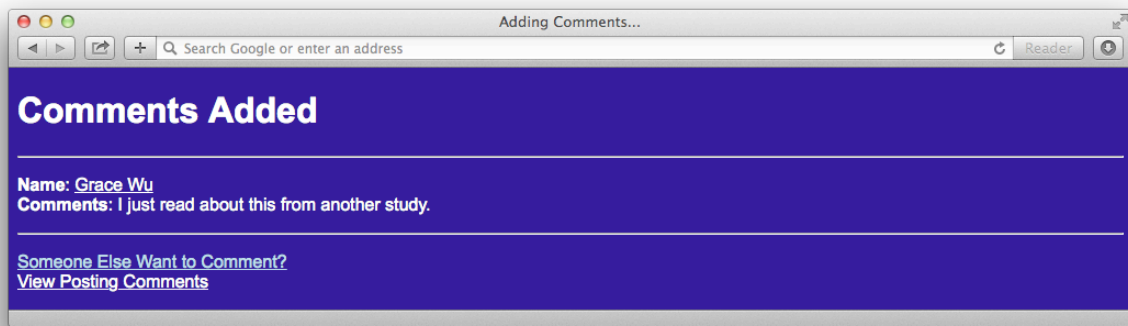 Adding Comments...
Search Google or enter an address
Reader
Comments Added
Name: Grace Wu
Comments: I just read about this from another study.
Someone Else Want to Comment?
View Posting Comments